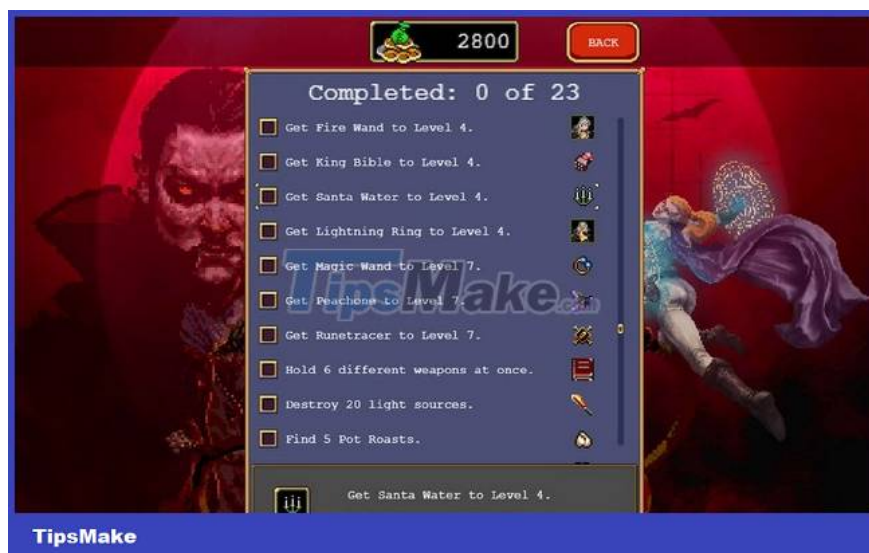 2800
BACK
Completed: 0 of 23
Get Fire Wand to Level 4.
Get King Bible to Level 4.
Get Santa Water to Level 4.
Get Lightning Ring to Level 4.
Get Magic Wand to Level 7.
Get Peachone to Level 7.
Get Runetracer to Level 7.
TipsMake.com
Hold 6 different weapons at once.
Destroy 20 light sources.
Find 5 Pot Roasts.
Get Santa Water to Level 4.
TipsMake